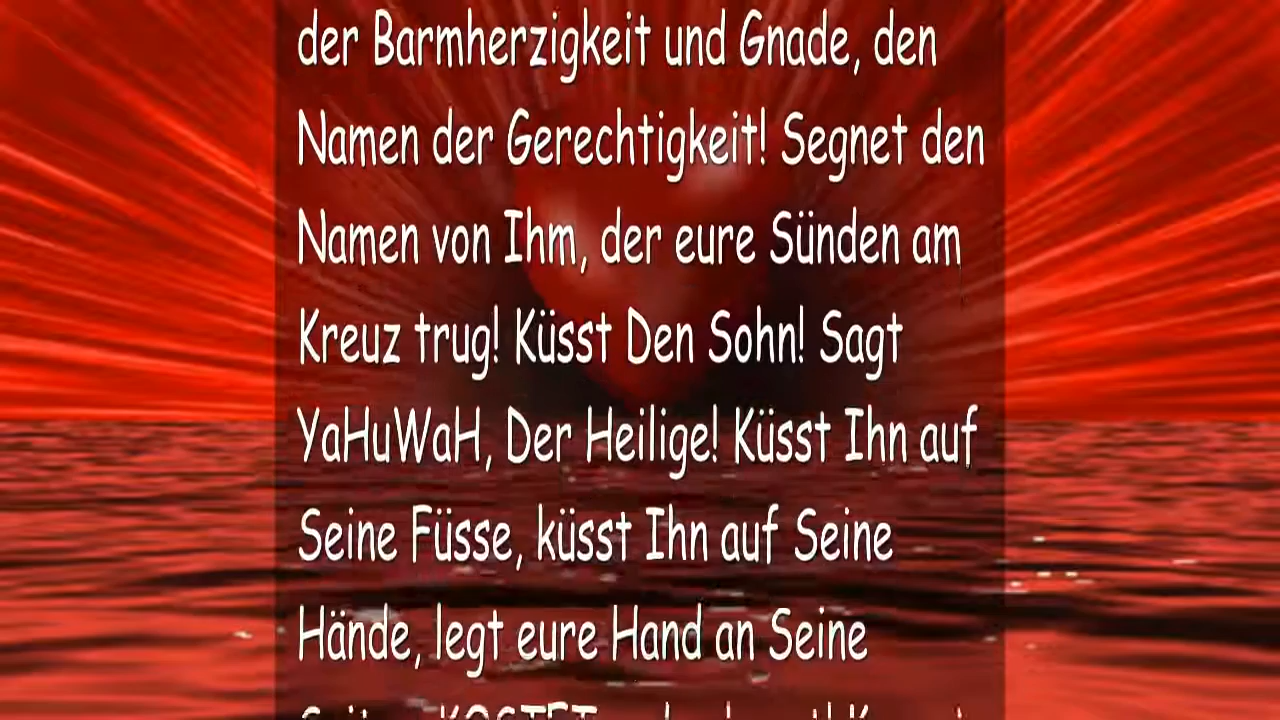 der Barmherzigkeit und Gnade, den
Namen der Gerechtigkeit! Segnet den
Namen von Ihm, der eure Sünden am
Kreuz trug! Küsst Den Sohn! Sagt
YaHuWaH, Der Heilige! Küsst Ihn auf
Seine Füsse, küsst Ihn auf Seine
Hände, legt eure Hand an Seine